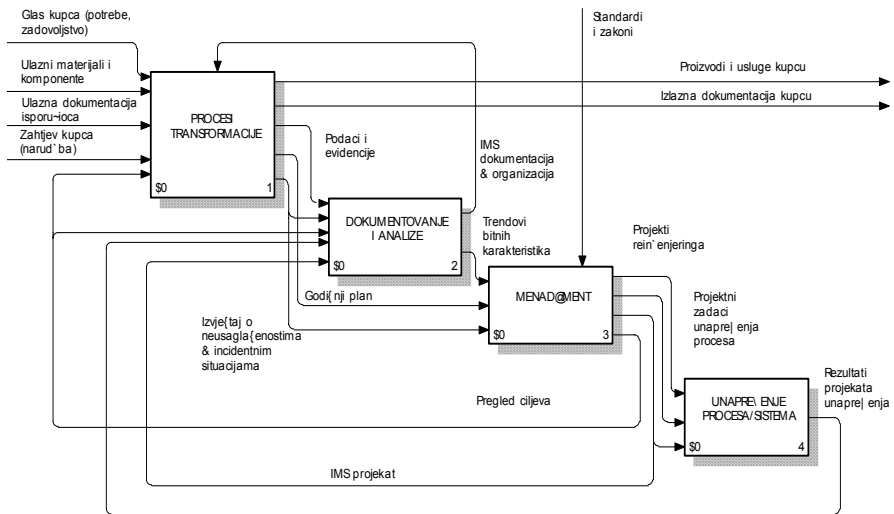 Glas kupca (potrebe,
zadovoljstvo)
Ulazni materijali i
komponente
Ulazna dokumentacija
isporu~ioca
Zahtjev kupca
(narud`ba)
PROCESI
TRANSFORMACIJE
$0
1
Standardi
i zakoni
Proizvodi i usluge kupcu
Izlazna dokumentacija kupcu
Podaci i
evidencije
IMS
dokumentacija
& organizacija
DOKUMENTOVANJE
I ANALIZE
$0
2
Trendovi
bitnih
karakteristika
Projekti
rein`enjeringa
MENAD@MENT
$0
3
Godi{nji plan
Izvje{taj o
neusagla{enostima
& incidentnim
situacijama
Projektni
zadaci
unapre|enja
procesa
Pregled ciljeva
UNAPRE\ENJE
PROCESA/SISTEMA
$0
4
Rezultati
projekata
unapre|enja
IMS projekat